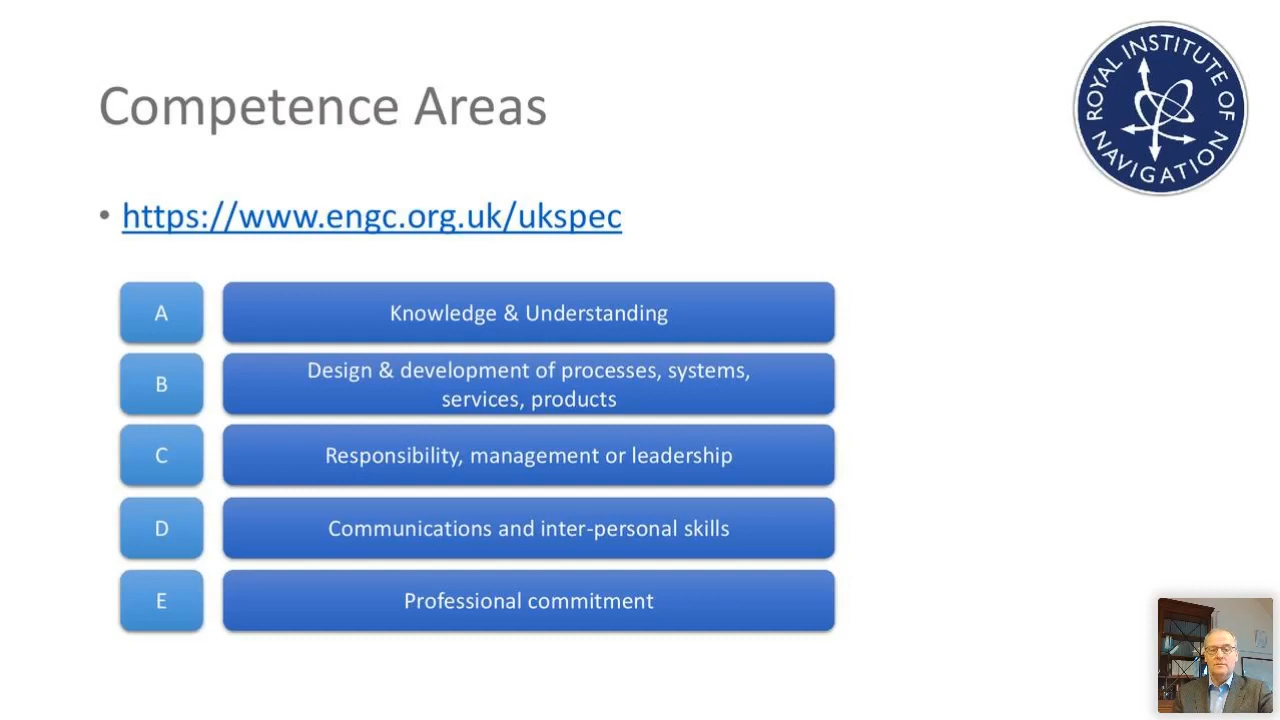 Competence Areas
ROYAL INSTITUTE OF
NAVIGATION
• https://www.engc.org.uk/ukspec
A
Knowledge & Understanding
B
Design & development of processes, systems,
services, products
C
Responsibility, management or leadership
D
Communications and inter-personal skills
E
Professional commitment